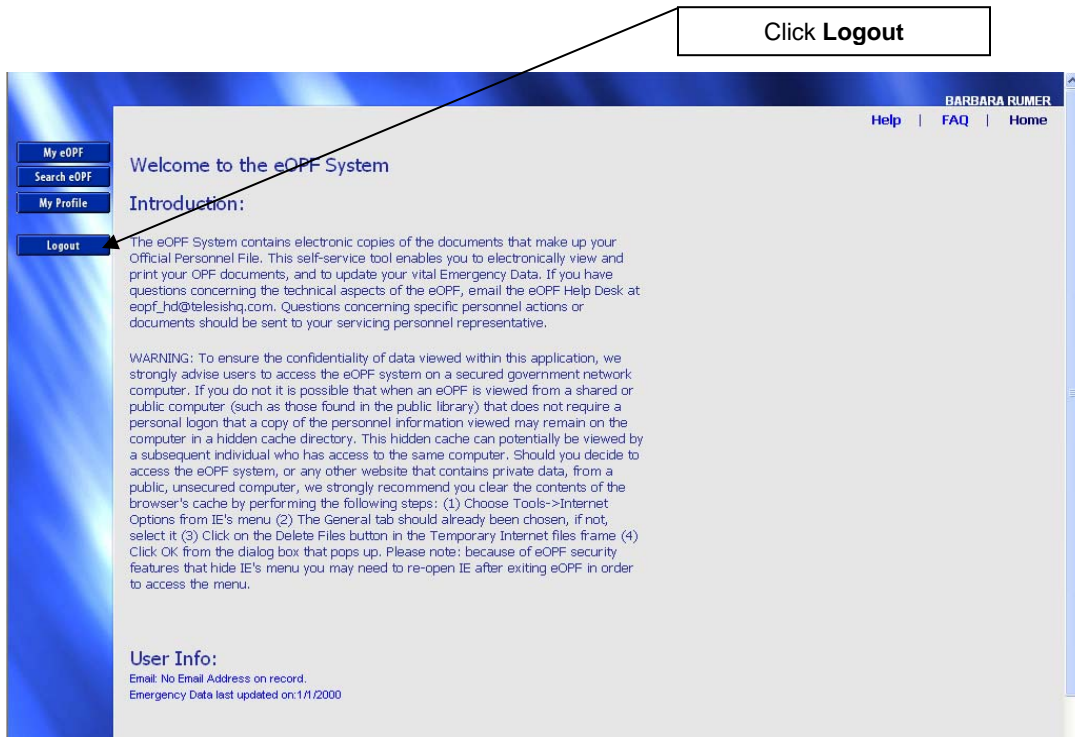 Click Logout
BARBARA RUMER
Help | FAQ | Home
My eOPF
Search eOPF
My Profile
Logout
Welcome to the eOPF System
Introduction:
The eOPF System contains electronic copies of the documents that make up your
Official Personnel File. This self-service tool enables you to electronically view and
print your OPF documents, and to update your vital Emergency Data. If you have
questions concerning the technical aspects of the eOPF, email the eOPF Help Desk at
eopf_hd@telesishq.com. Questions concerning specific personnel actions or
documents should be sent to your servicing personnel representative.
WARNING: To ensure the confidentiality of data viewed within this application, we
strongly advise users to access the eOPF system on a secured government network
computer. If you do not it is possible that when an eOPF is viewed from a shared or
public computer (such as those found in the public library) that does not require a
personal logon that a copy of the personnel information viewed may remain on the
computer in a hidden cache directory. This hidden cache can potentially be viewed by
a subsequent individual who has access to the same computer. Should you decide to
access the eOPF system, or any other website that contains private data, from a
public, unsecured computer, we strongly recommend you clear the contents of the
browser's cache by performing the following steps: (1) Choose Tools->Internet
Options from IE's menu (2) The General tab should already been chosen, if not,
select it (3) Click on the Delete Files button in the Temporary Internet files frame (4)
Click OK from the dialog box that pops up. Please note: because of eOPF security
features that hide IE's menu you may need to re-open IE after exiting eOPF in order
to access the menu.
User Info:
Email: No Email Address on record.
Emergency Data last updated on:1/1/2000